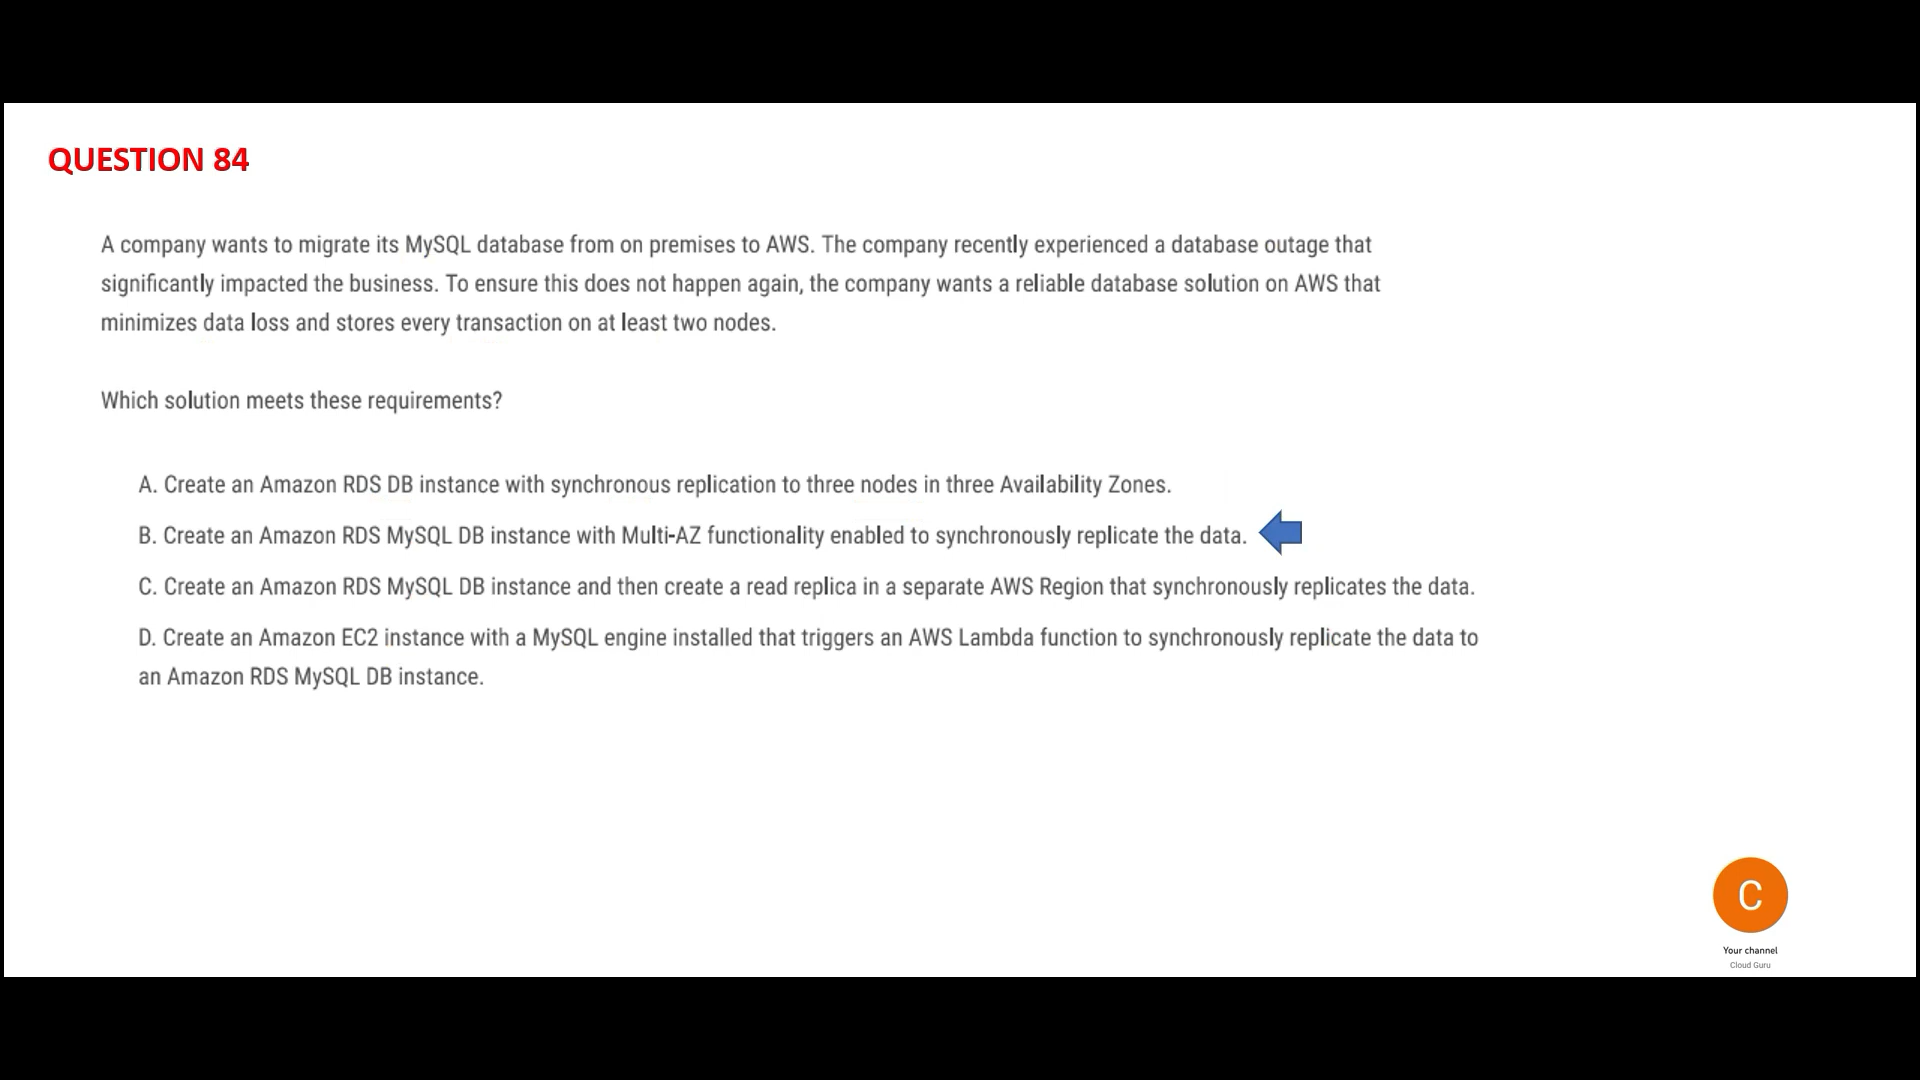 QUESTION 84
A company wants to migrate its MySQL database from on premises to AWS. The company recently experienced a database outage that
significantly impacted the business. To ensure this does not happen again, the company wants a reliable database solution on AWS that
minimizes data loss and stores every transaction on at least two nodes.
Which solution meets these requirements?
A. Create an Amazon RDS DB instance with synchronous replication to three nodes in three Availability Zones.
B. Create an Amazon RDS MySQL DB instance with Multi-AZ functionality enabled to synchronously replicate the data.
C. Create an Amazon RDS MySQL DB instance and then create a read replica in a separate AWS Region that synchronously replicates the data.
D. Create an Amazon EC2 instance with a MySQL engine installed that triggers an AWS Lambda function to synchronously replicate the data to
an Amazon RDS MySQL DB instance.
C
Your channel
Cloud Guru